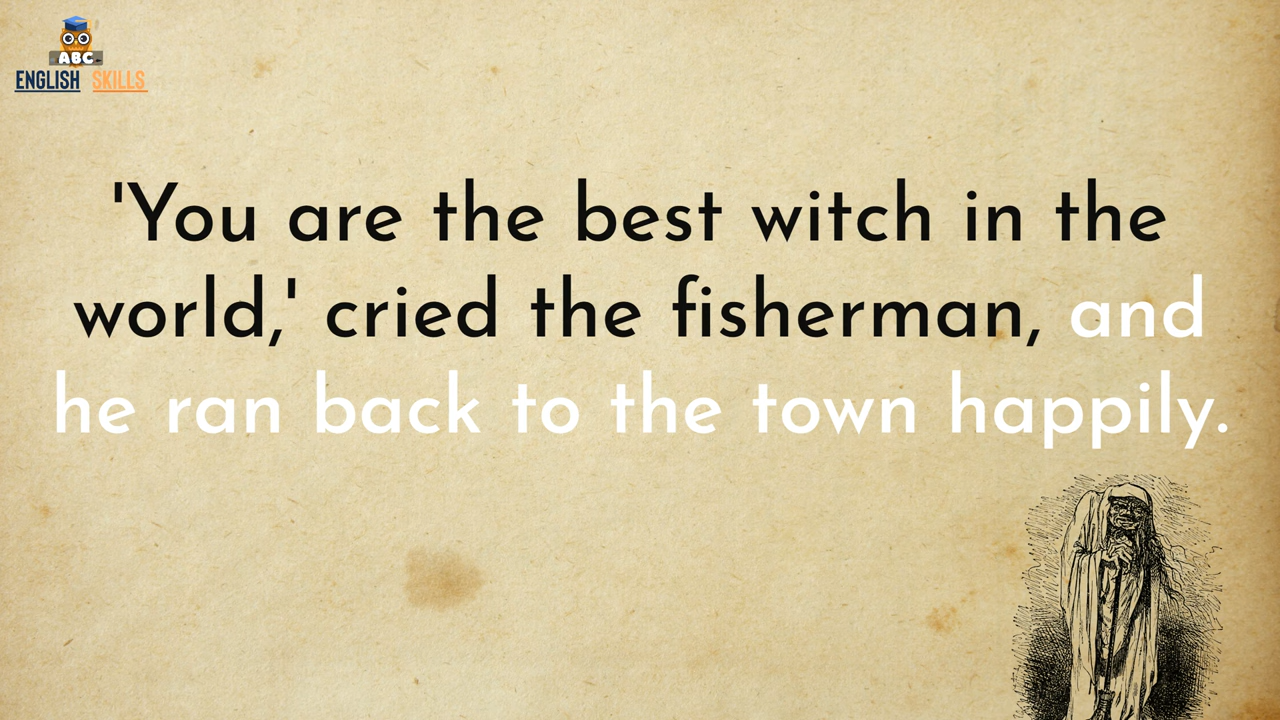 ABC
ENGLISH SKILLS
'You are the best witch in the
world,' cried the fisherman, and
he ran back to the town happily.